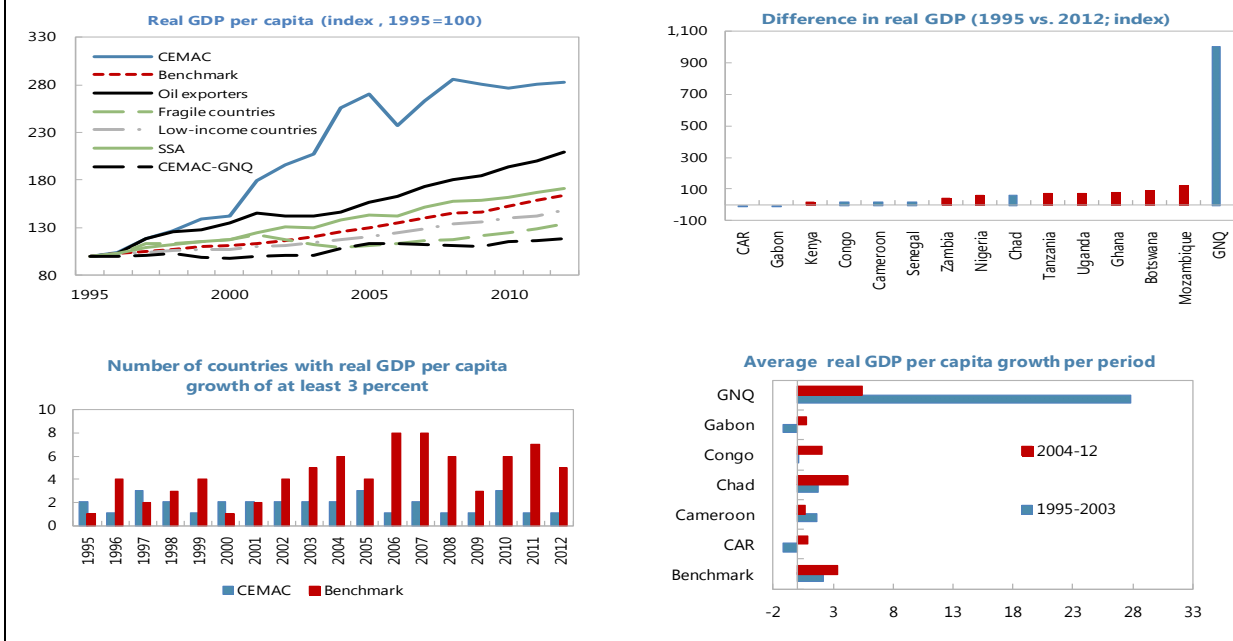 Real GDP per capita (index , 1995=100)
330
280
230
180
130
80
CEMAC
Benchmark
Oil exporters
Fragile countries
Low-income countries
SSA
CEMAC-GNQ
1995
2000
2005
2010
Difference in real GDP (1995 vs. 2012; index)
1,100
900
700
500
300
100
-100
CAR
Gabon
Kenya
Congo
Cameroon
Senegal
Zambia
Nigeria
Chad
Tanzania
Uganda
Ghana
Botswana
Mozambique
GNQ
Number of countries with real GDP per capita
growth of at least 3 percent
10
8
6
4
2
0
1995
1996
1997
1998
1999
2000
2001
2002
2003
2004
2005
2006
2007
2008
2009
2010
2011
2012
CEMAC
Benchmark
Average real GDP per capita growth per period
GNQ
Gabon
Congo
Chad
Cameroon
CAR
Benchmark
2004-12
1995-2003
-2
3
8
13
18
23
28
33